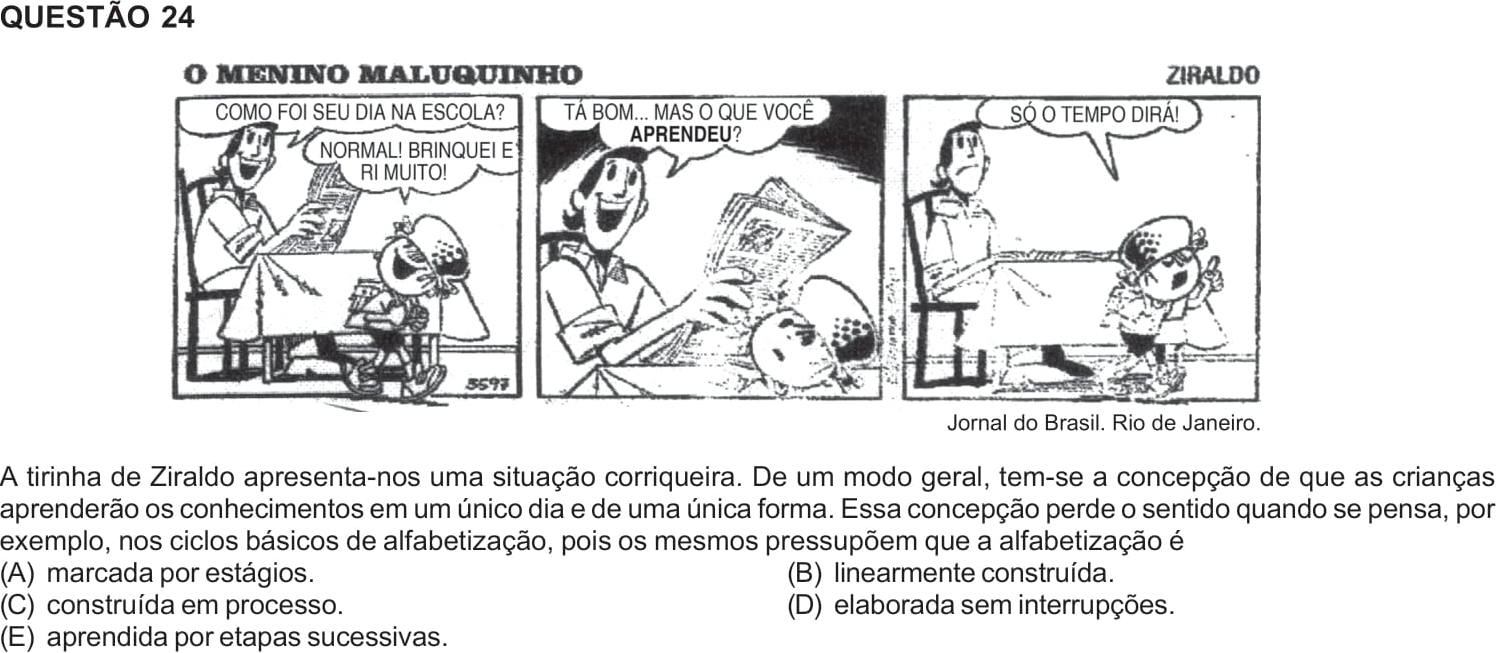 QUESTÃO 24
O MENINO MALUQUINHO
ZIRALDO
COMO FOI SEU DIA NA ESCOLA?
NORMAL! BRINQUEI E
RI MUITO!
3597
TÁ BOM... MAS O QUE VOCÊ
APRENDEU?
SÓ O TEMPO DIRÁ!
Jornal do Brasil. Rio de Janeiro.
A tirinha de Ziraldo apresenta-nos uma situação corriqueira. De um modo geral, tem-se a concepção de que as crianças
aprenderão os conhecimentos em um único dia e de uma única forma. Essa concepção perde o sentido quando se pensa, por
exemplo, nos ciclos básicos de alfabetização, pois os mesmos pressupõem que a alfabetização é
(A) marcada por estágios.
(B) linearmente construída.
(C) construída em processo.
(D) elaborada sem interrupções.
(E) aprendida por etapas sucessivas.